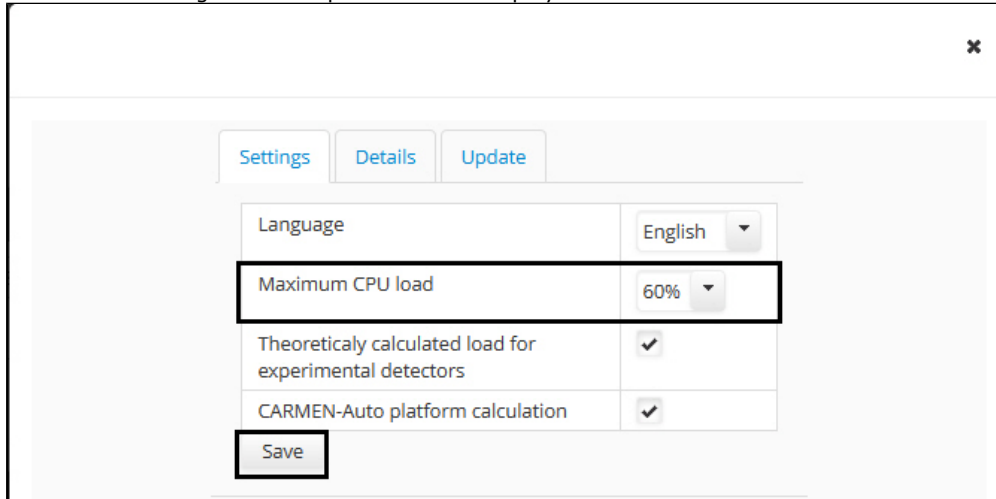 Settings Details Update
Language English
Maximum CPU load 60%
Theoreticaly calculated load for
experimental detectors
CARMEN-Auto platform calculation
Save